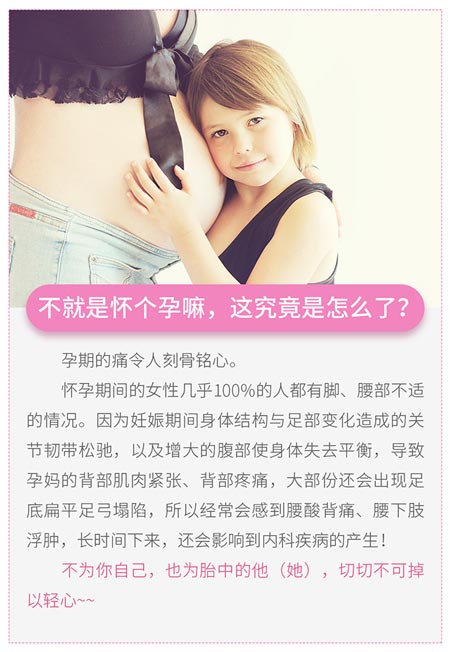 不就是怀个孕嘛，这究竟是怎么了？
孕期的痛令人刻骨铭心。
怀孕期间的女性几乎100%的人都有脚、腰部不适
的情况。因为妊娠期间身体结构与足部变化造成的关
节韧带松驰，以及增大的腹部使身体失去平衡，导致
孕妈的背部肌肉紧张、背部疼痛，大部份还会出现足
底扁平足弓塌陷，所以经常会感到腰酸背痛、腰下肢
浮肿，长时间下来，还会影响到内科疾病的产生！
不为你自己，也为胎中的他（她），切切不可掉
以轻心~~